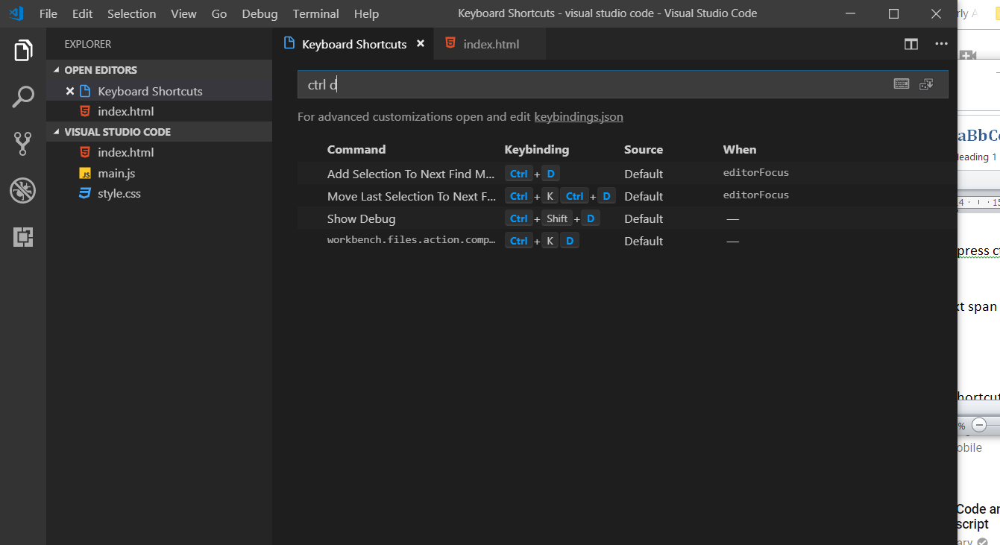 File Edit Selection View Go Debug Terminal Help Keyboard Shortcuts - visual studio code - Visual Studio Code
EXPLORER
OPEN EDITORS
Keyboard Shortcuts
index.html
VISUAL STUDIO CODE
index.html
main.js
style.css
Keyboard Shortcuts index.html
ctrl d
For advanced customizations open and edit keybindings.json
Command Keybinding Source When
Add Selection To Next Find M... Ctrl + D Default editorFocus
Move Last Selection To Next F... Ctrl + K Ctrl + D Default editorFocus
Show Debug Ctrl + Shift + D Default —
workbench.files.action.comp... Ctrl + K D Default —
rly A
aBbC
leading 1
4 · ı · 15
press c
t span
hortcut
%
obile
Code an
script
ary